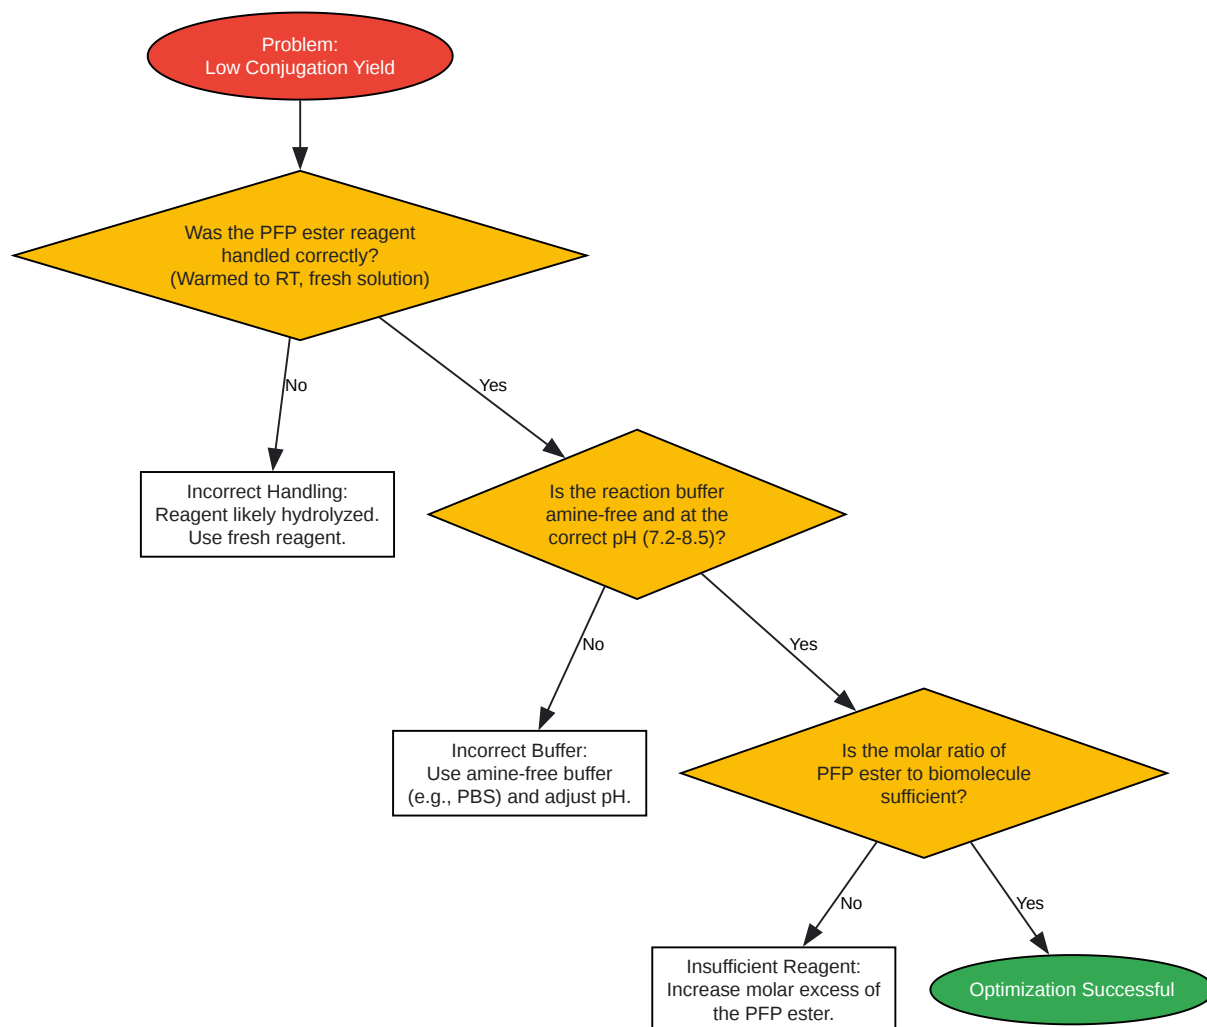 Problem:
Low Conjugation Yield
Was the PFP ester reagent
handled correctly?
(Warmed to RT, fresh solution)
No
Yes
Incorrect Handling:
Reagent likely hydrolyzed.
Use fresh reagent.
Is the reaction buffer
amine-free and at the
correct pH (7.2-8.5)?
No
Yes
Incorrect Buffer:
Use amine-free buffer
(e.g., PBS) and adjust pH.
Is the molar ratio of
PFP ester to biomolecule
sufficient?
No
Yes
Insufficient Reagent:
Increase molar excess of
the PFP ester.
Optimization Successful